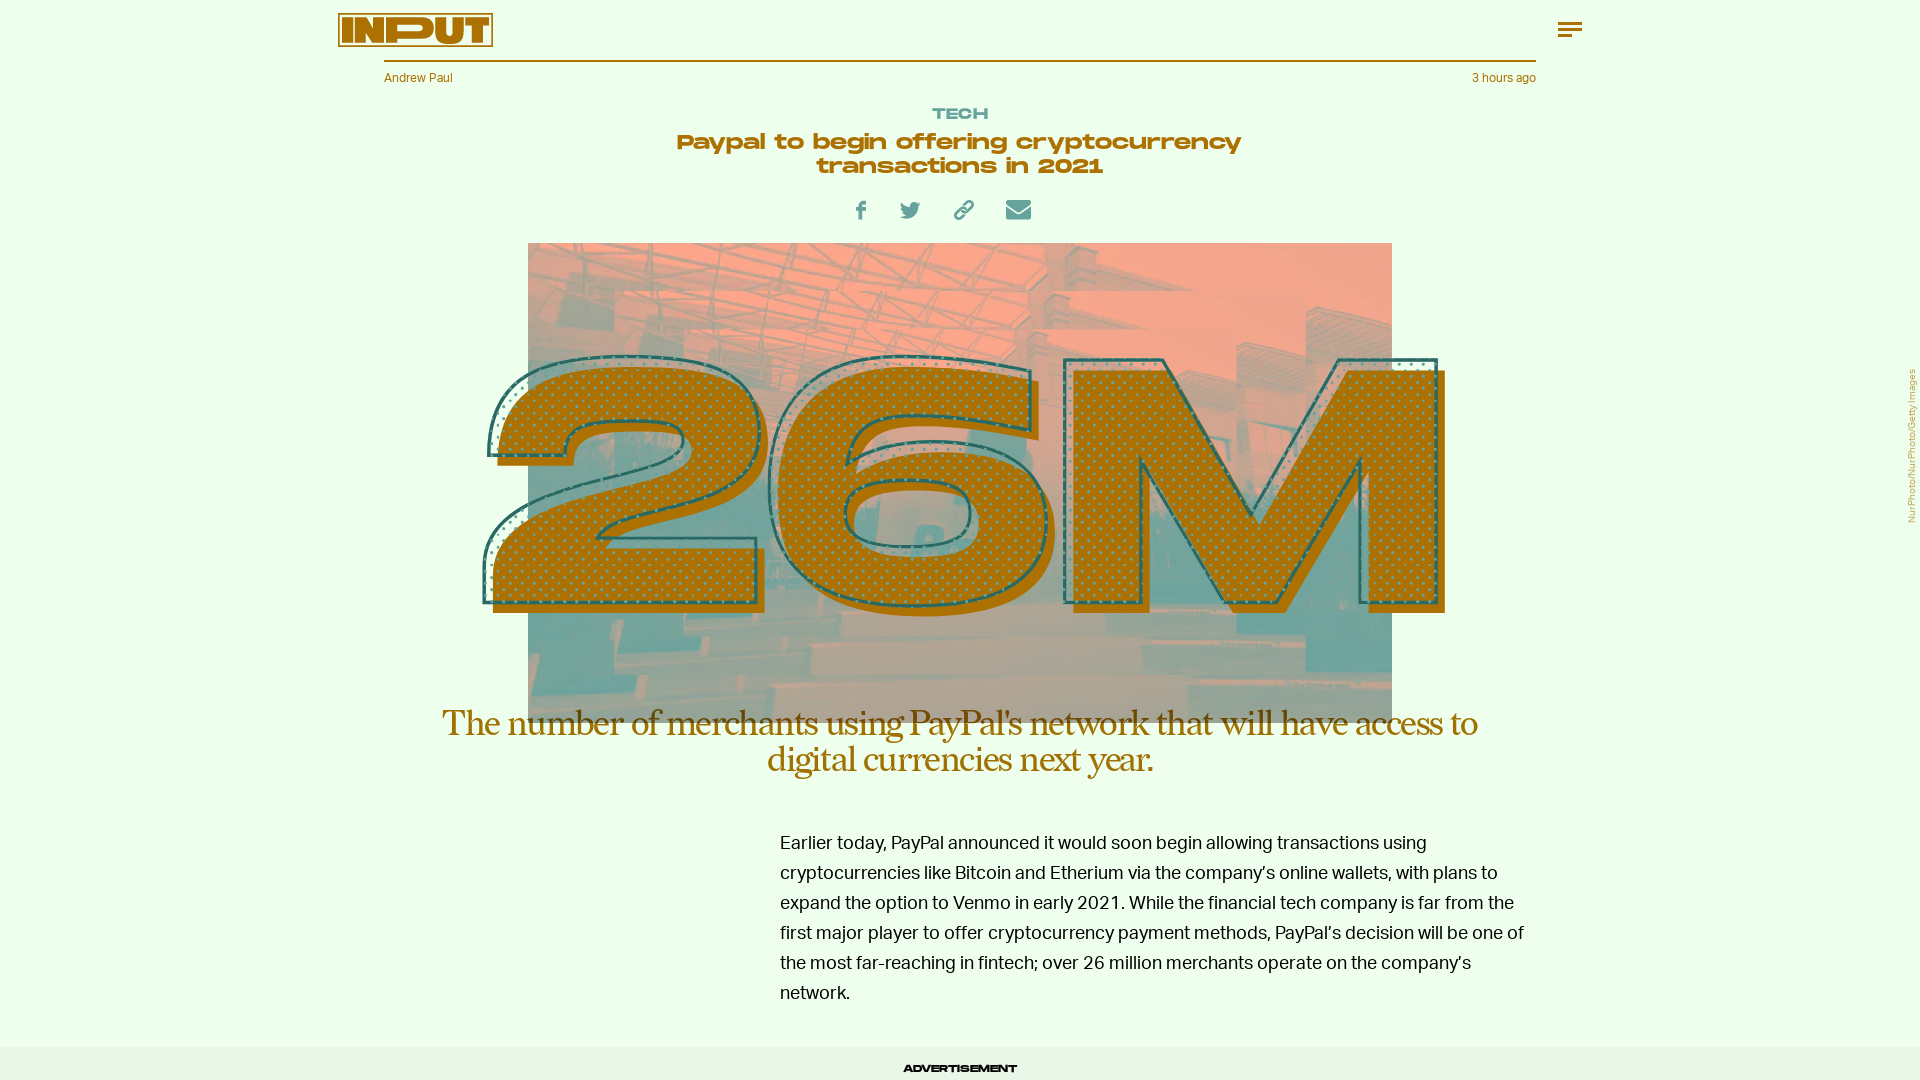 INPUT
Andrew Paul
3 hours ago
TECH
Paypal to begin offering cryptocurrency
transactions in 2021
26M
NurPhoto/NurPhoto/Getty Images
The number of merchants using PayPal's network that will have access to
digital currencies next year.
Earlier today, PayPal announced it would soon begin allowing transactions using
cryptocurrencies like Bitcoin and Etherium via the company’s online wallets, with plans to
expand the option to Venmo in early 2021. While the financial tech company is far from the
first major player to offer cryptocurrency payment methods, PayPal’s decision will be one of
the most far-reaching in fintech; over 26 million merchants operate on the company’s
network.
ADVERTISEMENT